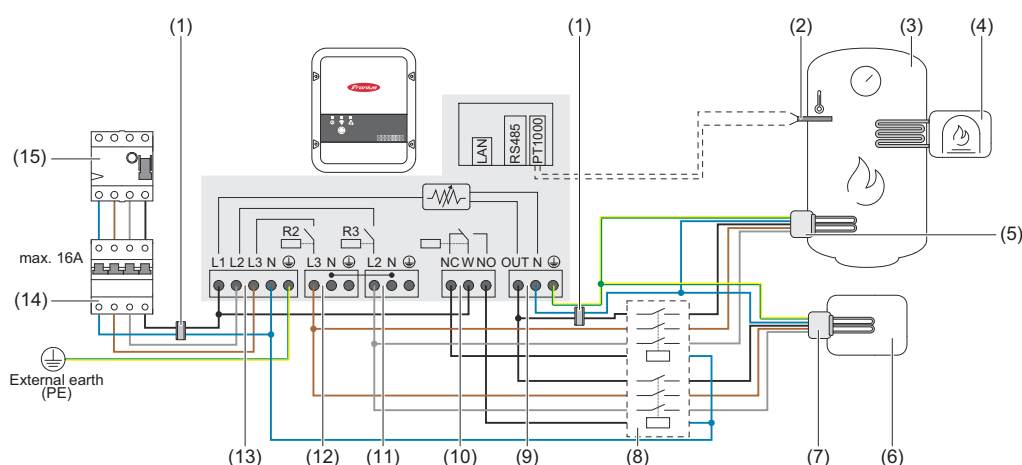 (1)
(1)
(2)
(3)
(4)
Fronius
LAN
RS485
PT1000
(15)
R2
R3
max. 16A
L1 L2 L3 N
L3 N
L2 N
NC W NO
OUT N
(5)
(14)
External earth
(PE)
(13)
(12)
(11)
(10)
(9)
(8)
(7)
(6)